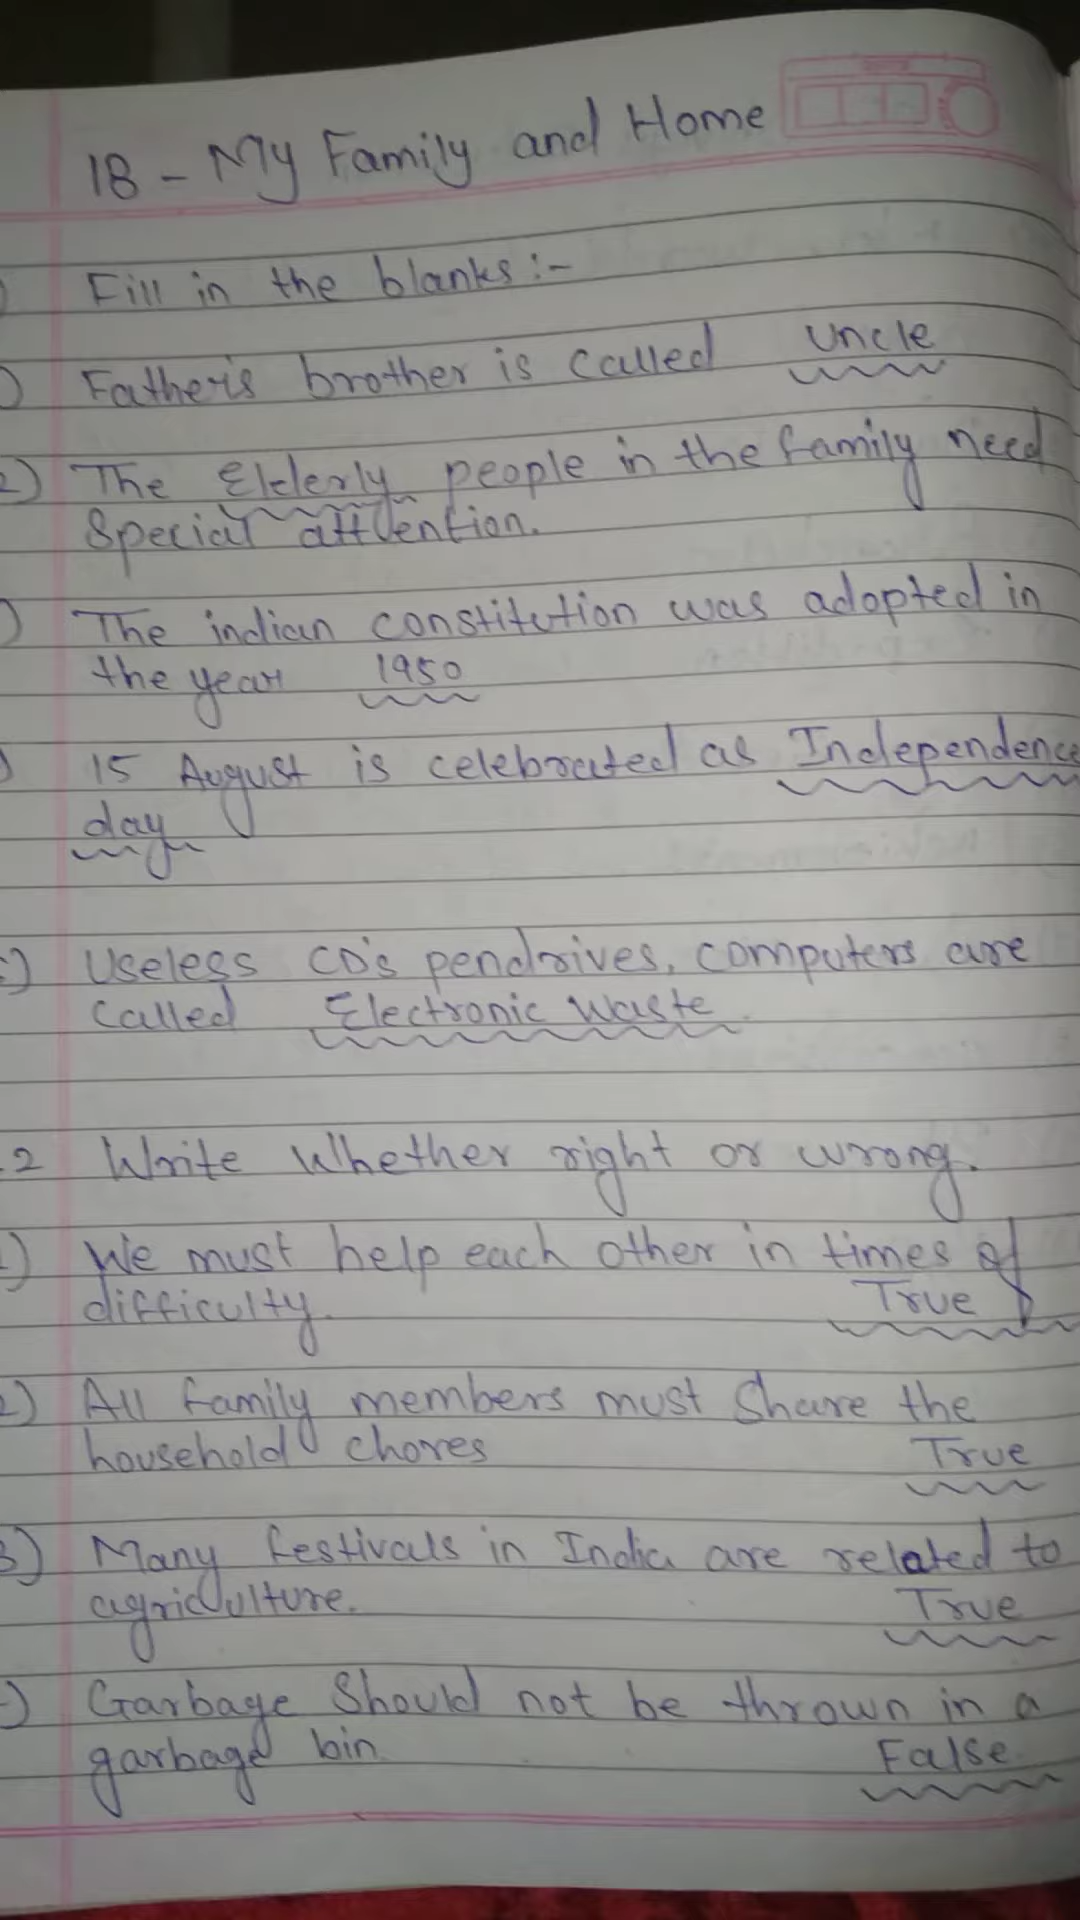 18 - My Family and Home
Fill in the blanks :-
Father's brother is called uncle
2) The Elderly people in the family need
Special attention.
The indian constitution was adopted in
the year 1950
15 August is celebrated as Independence
day
Useless CD's pendrives, computers are
called Electronic Waste.
2 Write Whether right or wrong.
1) We must help each other in times of
difficulty. True
2) All family members must Share the
household chores True
3) Many festivals in India are related to
agriculture. True
Garbage Should not be thrown in a
garbage bin False